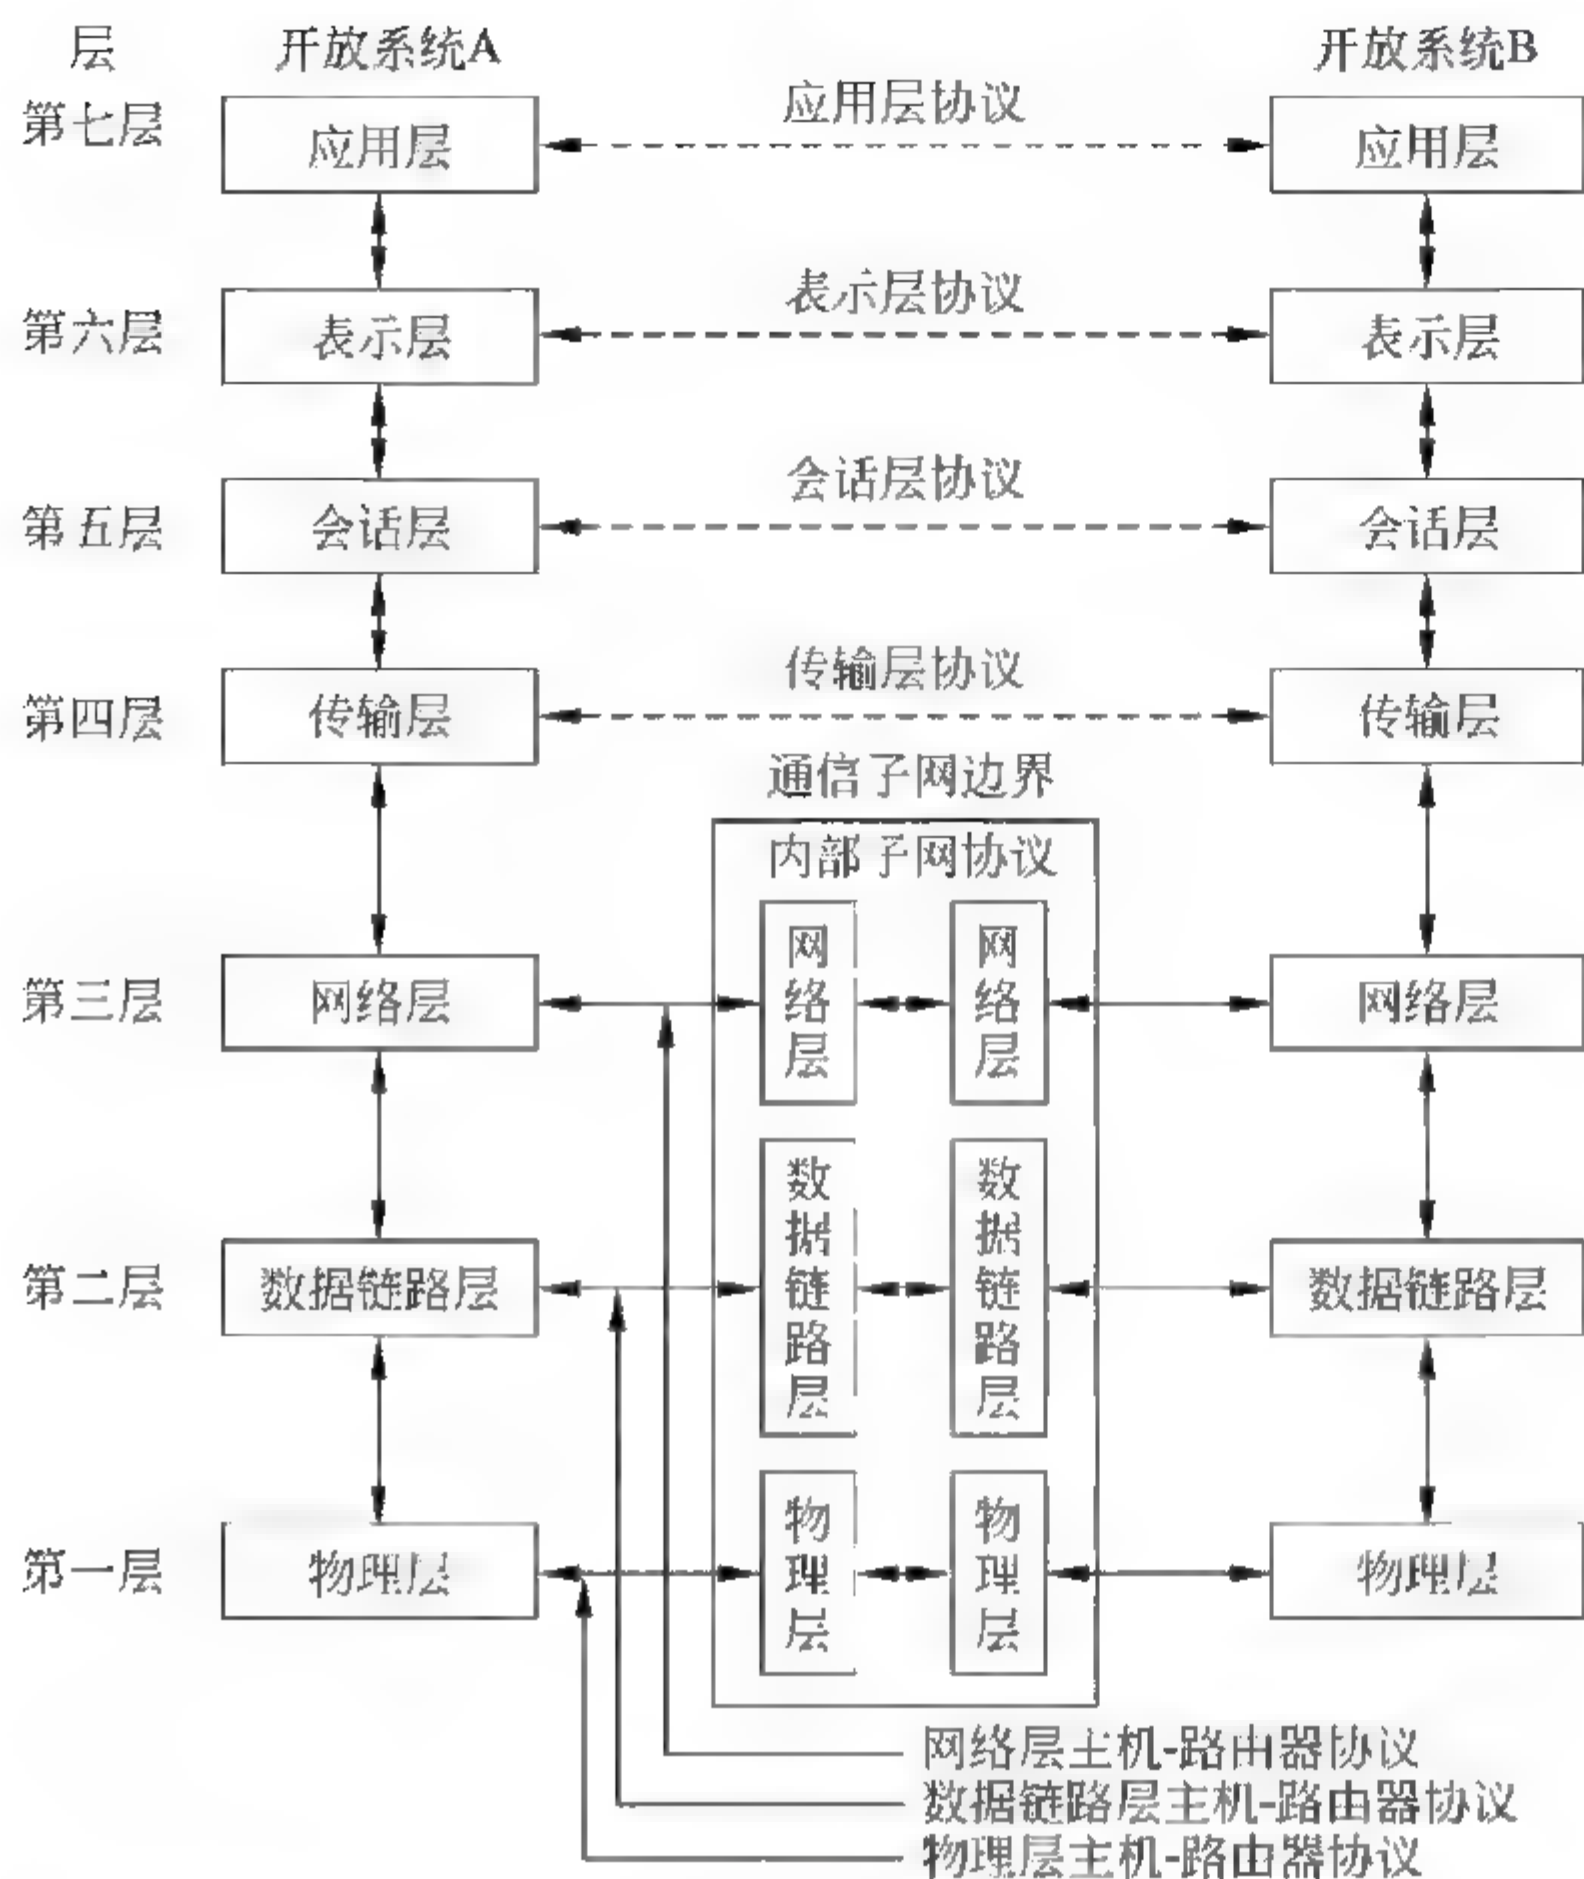 层 开放系统A 开放系统B
应用层协议
第七层 应用层 应用层
表示层协议
第六层 表示层 表示层
会话层协议
第五层 会话层 会话层
传输层协议
第四层 传输层 传输层
通信子网边界
内部子网协议
第三层 网络层 网络层 网络层 网络层
第二层 数据链路层 数据链路层 数据链路层 数据链路层
第一层 物理层 物理层 物理层 物理层
网络层主机-路由器协议
数据链路层主机-路由器协议
物理层主机-路由器协议